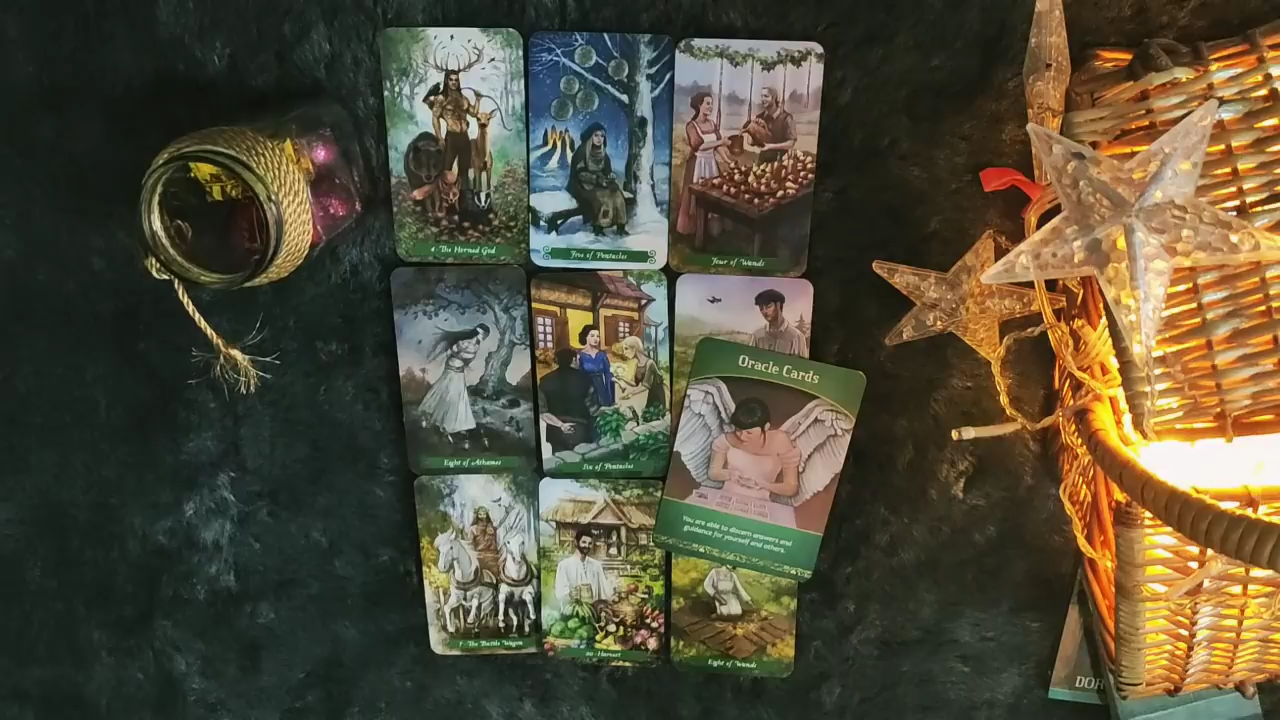 4 · The Horned God
Five of Pentacles
Four of Wands
Eight of Athames
Six of Pentacles
Oracle Cards
You are able to discern answers and
guidance for yourself and others.
7 · The Battle Wagon
20 · Harvest
Eight of Wands
DOR